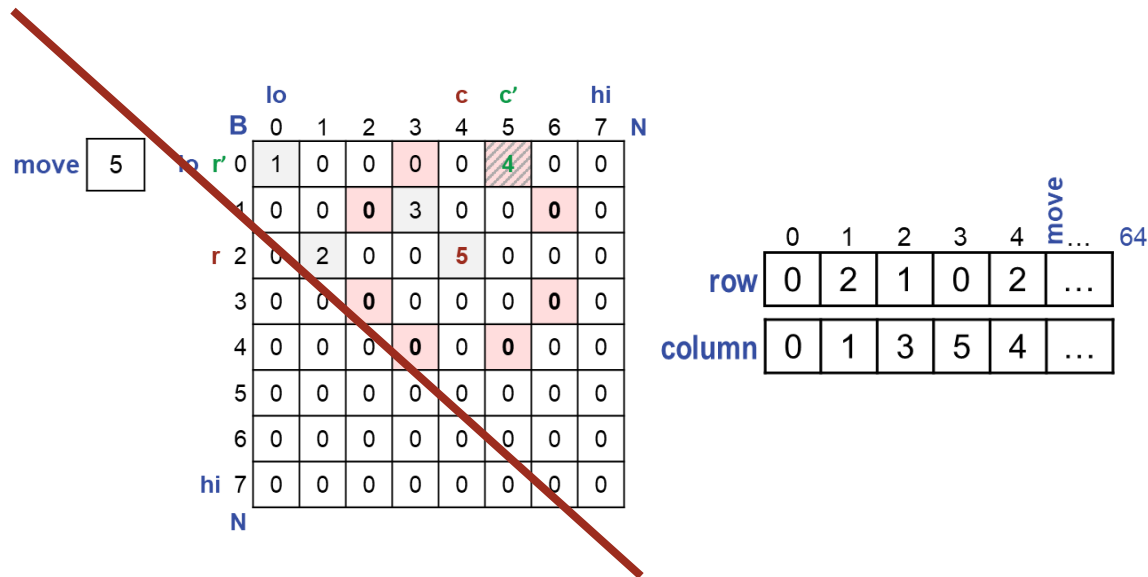 lo c c’ hi
B 0 1 2 3 4 5 6 7 N
move 5
lo r’ 0 1 0 0 0 0 4 0 0
1 0 0 0 3 0 0 0 0
r 2 0 2 0 0 5 0 0 0
3 0 0 0 0 0 0 0 0
4 0 0 0 0 0 0 0 0
5 0 0 0 0 0 0 0 0
6 0 0 0 0 0 0 0 0
hi 7 0 0 0 0 0 0 0 0
N
move
0 1 2 3 4 … 64
row 0 2 1 0 2 …
column 0 1 3 5 4 …